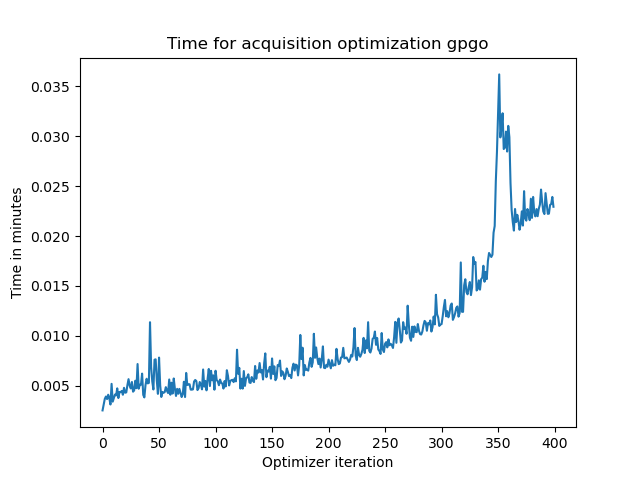 Time for acquisition optimization gpgo
0.035
0.030
0.025
0.020
0.015
0.010
0.005
Time in minutes
0 50 100 150 200 250 300 350 400
Optimizer iteration